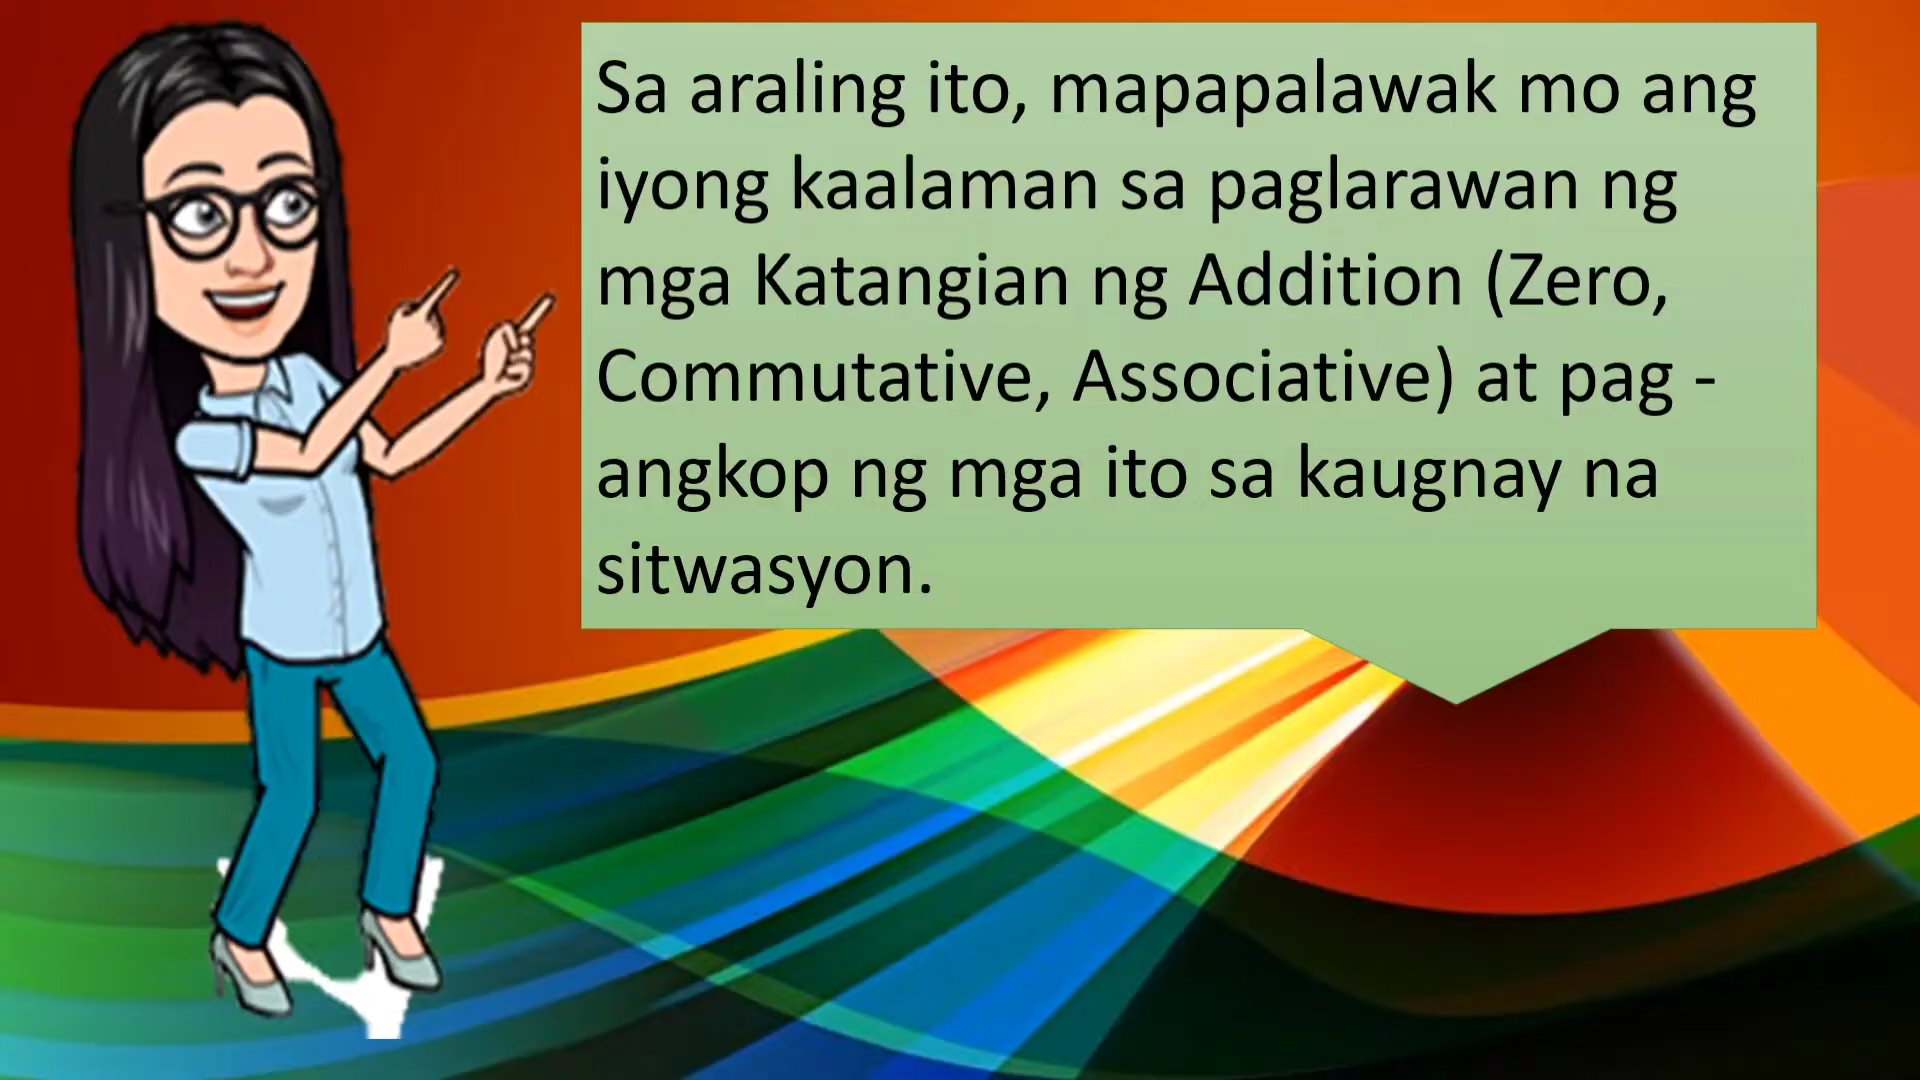 Sa araling ito, mapapalawak mo ang
iyong kaalaman sa paglarawan ng
mga Katangian ng Addition (Zero,
Commutative, Associative) at pag -
angkop ng mga ito sa kaugnay na
sitwasyon.